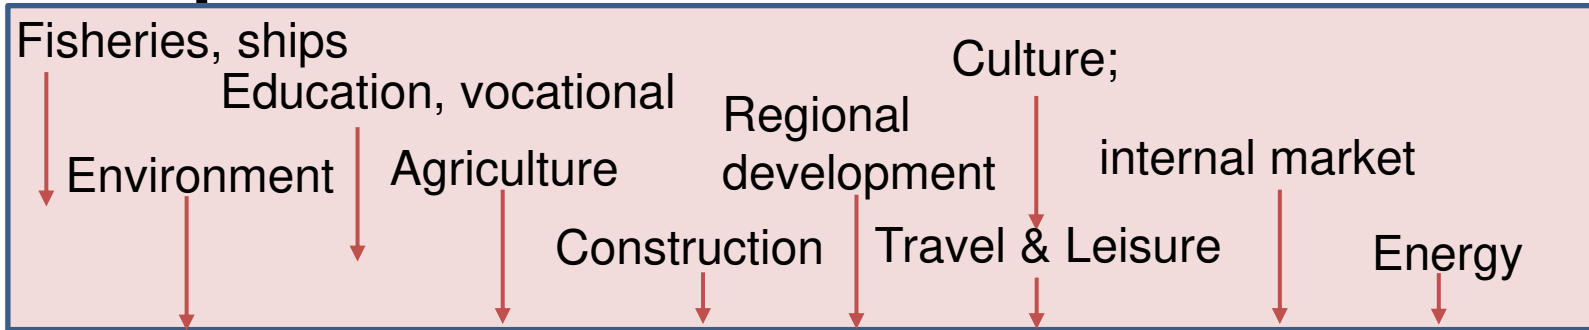 Fisheries, ships
Education, vocational
Culture;
Regional
development
Environment
Agriculture
internal market
Construction
Travel & Leisure
Energy